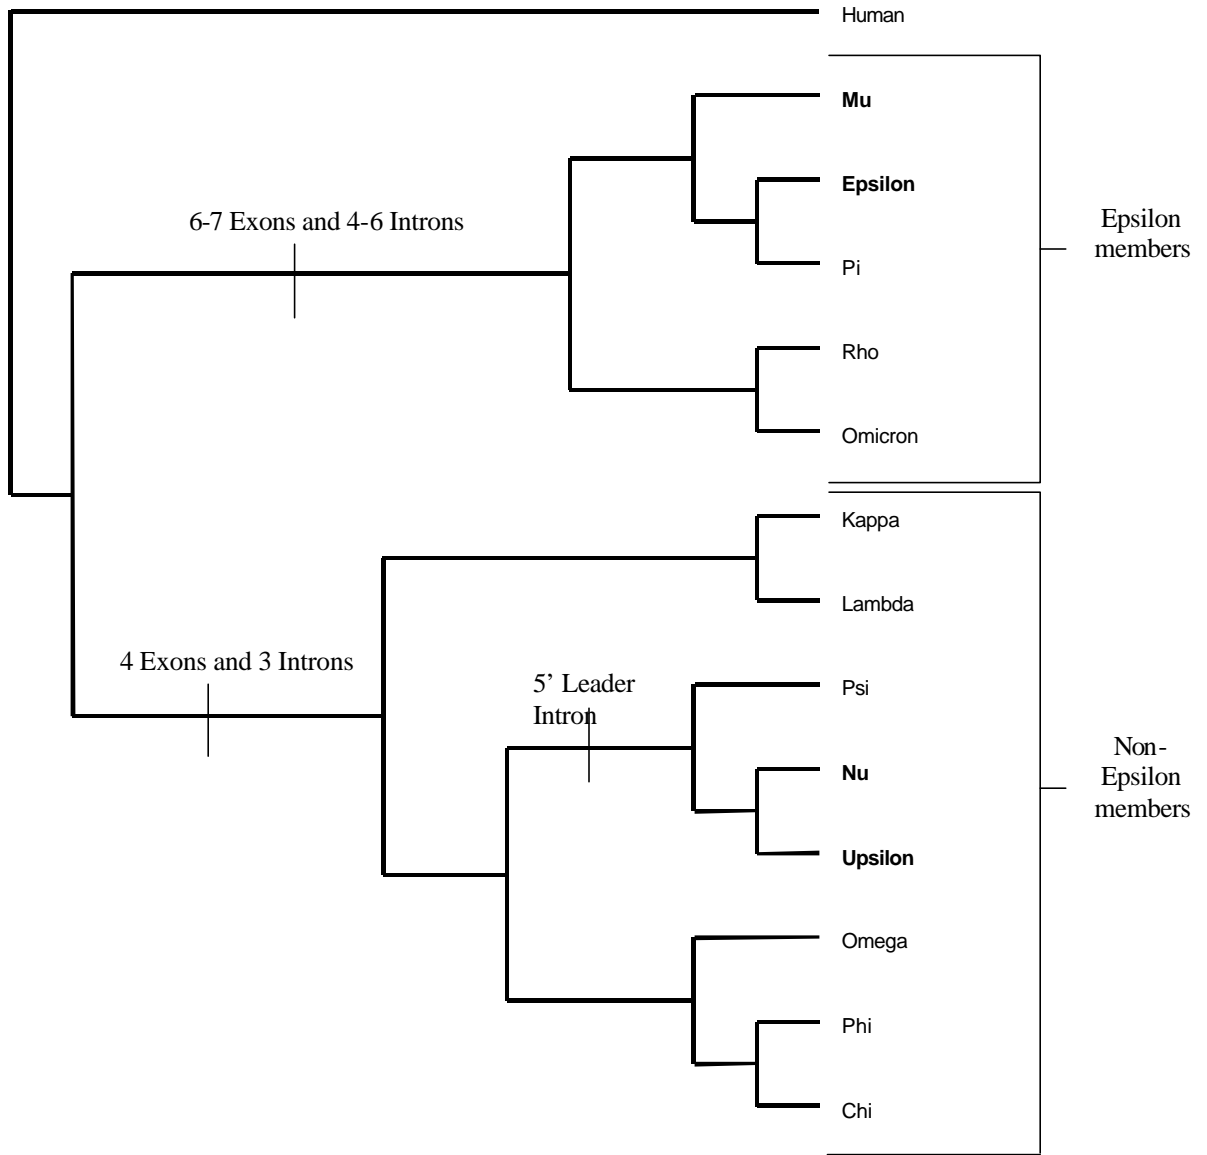 Human
Mu
Epsilon
6-7 Exons and 4-6 Introns
Epsilon
members
Pi
Rho
Omicron
Kappa
Lambda
4 Exons and 3 Introns
5’ Leader
Intron
Psi
Nu
Non-
Epsilon
members
Upsilon
Omega
Phi
Chi